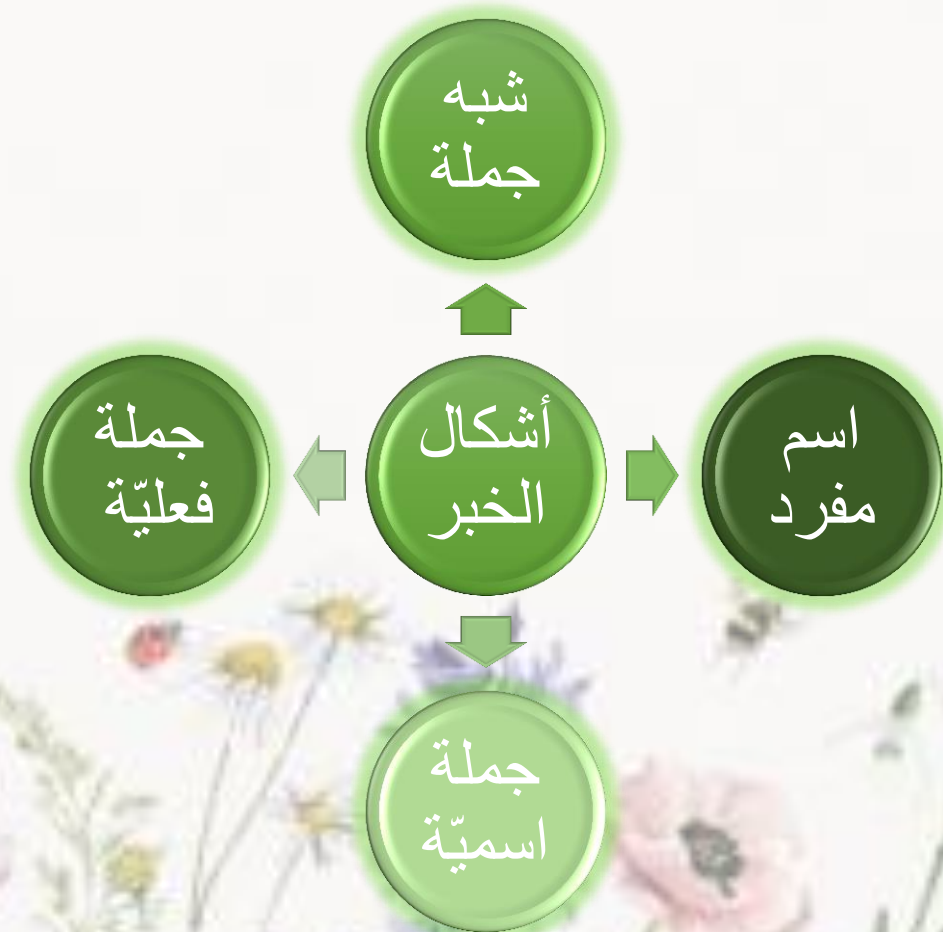 شبه
جملة
أشكال
الخبر
اسم
مفرد
جملة
فعليّة
جملة
اسميّة